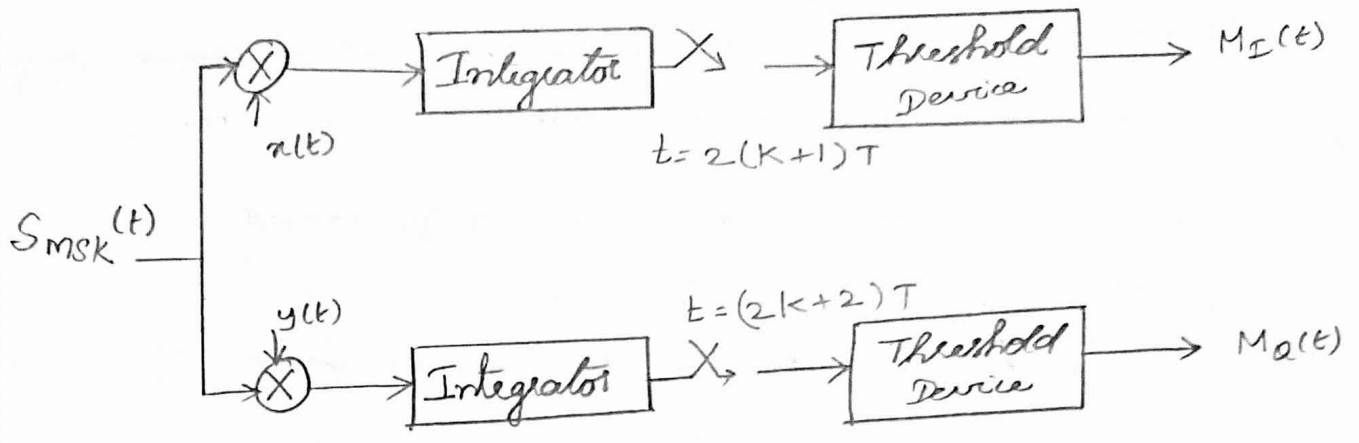 Integrator
Threshold
Device
M_I(t)
x(t)
t = 2(K+1)T
S_MSK(t)
y(t)
t = (2k+2)T
Integrator
Threshold
Device
M_Q(t)